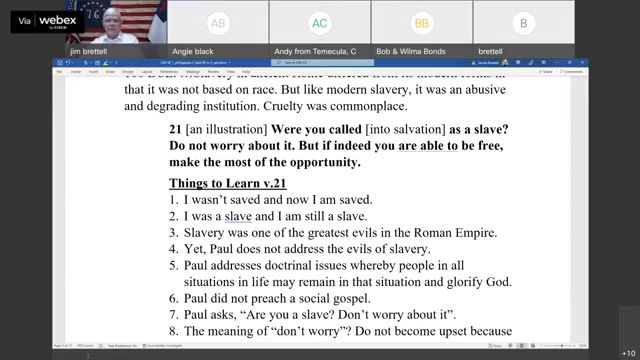 Via webex
BY CISCO
76
AB
AC
BB
B
jim brettell
Angie black
Andy from Temecula, C
Bob & Wilma Bonds
brettell
that it was not based on race. But like modern slavery, it was an abusive
and degrading institution. Cruelty was commonplace.
21 [an illustration] Were you called [into salvation] as a slave?
Do not worry about it. But if indeed you are able to be free,
make the most of the opportunity.
Things to Learn v.21
1. I wasn't saved and now I am saved.
2. I was a slave and I am still a slave.
3. Slavery was one of the greatest evils in the Roman Empire.
4. Yet, Paul does not address the evils of slavery.
5. Paul addresses doctrinal issues whereby people in all
situations in life may remain in that situation and glorify God.
6. Paul did not preach a social gospel.
7. Paul asks, “Are you a slave? Don't worry about it”.
8. The meaning of “don't worry”? Do not become upset because
+10